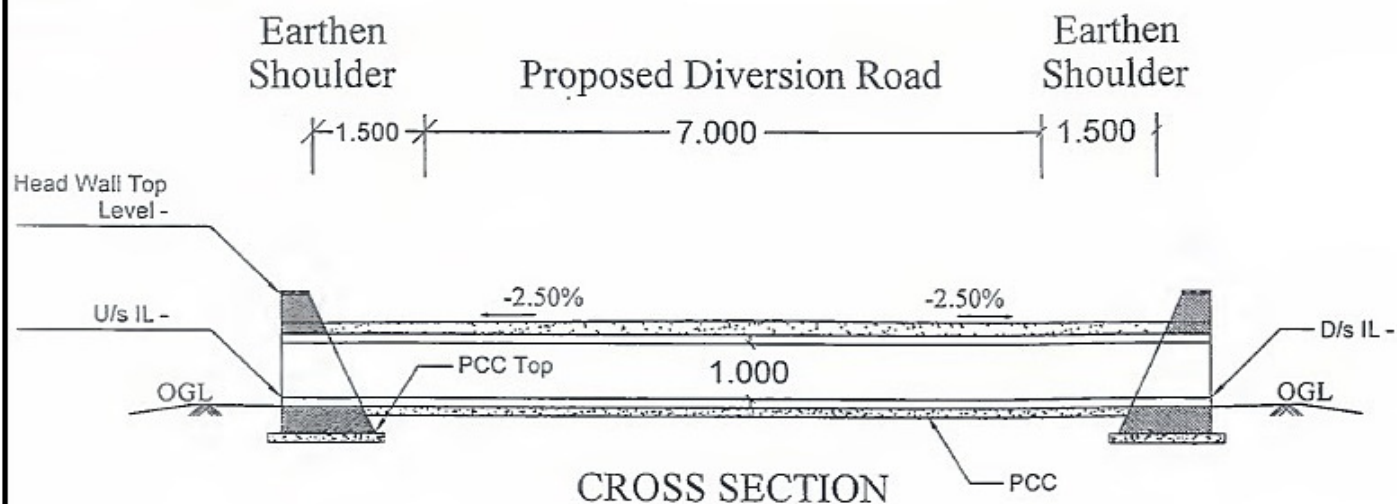 Earthen
Shoulder
Proposed Diversion Road
Earthen
Shoulder
1.500
7.000
1.500
Head Wall Top
Level -
-2.50%
-2.50%
U/s IL -
D/s IL -
PCC Top
1.000
OGL
OGL
CROSS SECTION
PCC